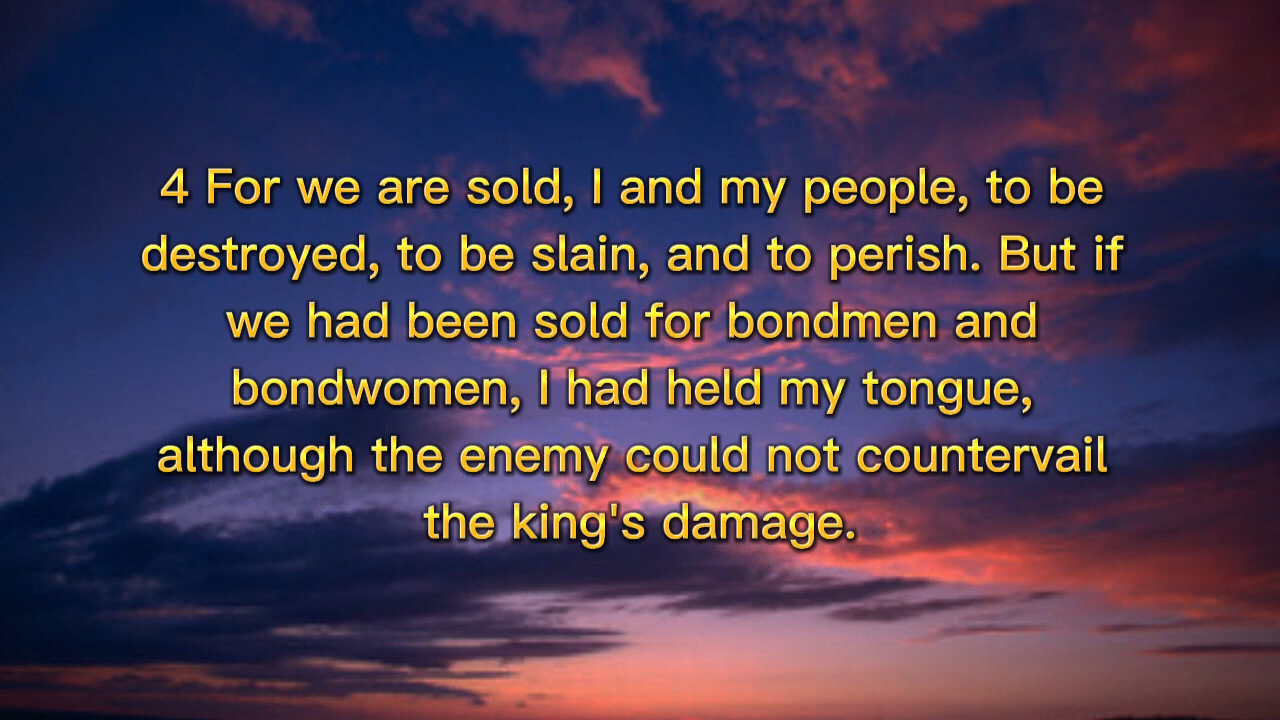 4 For we are sold, I and my people, to be
destroyed, to be slain, and to perish. But if
we had been sold for bondmen and
bondwomen, I had held my tongue,
although the enemy could not countervail
the king's damage.